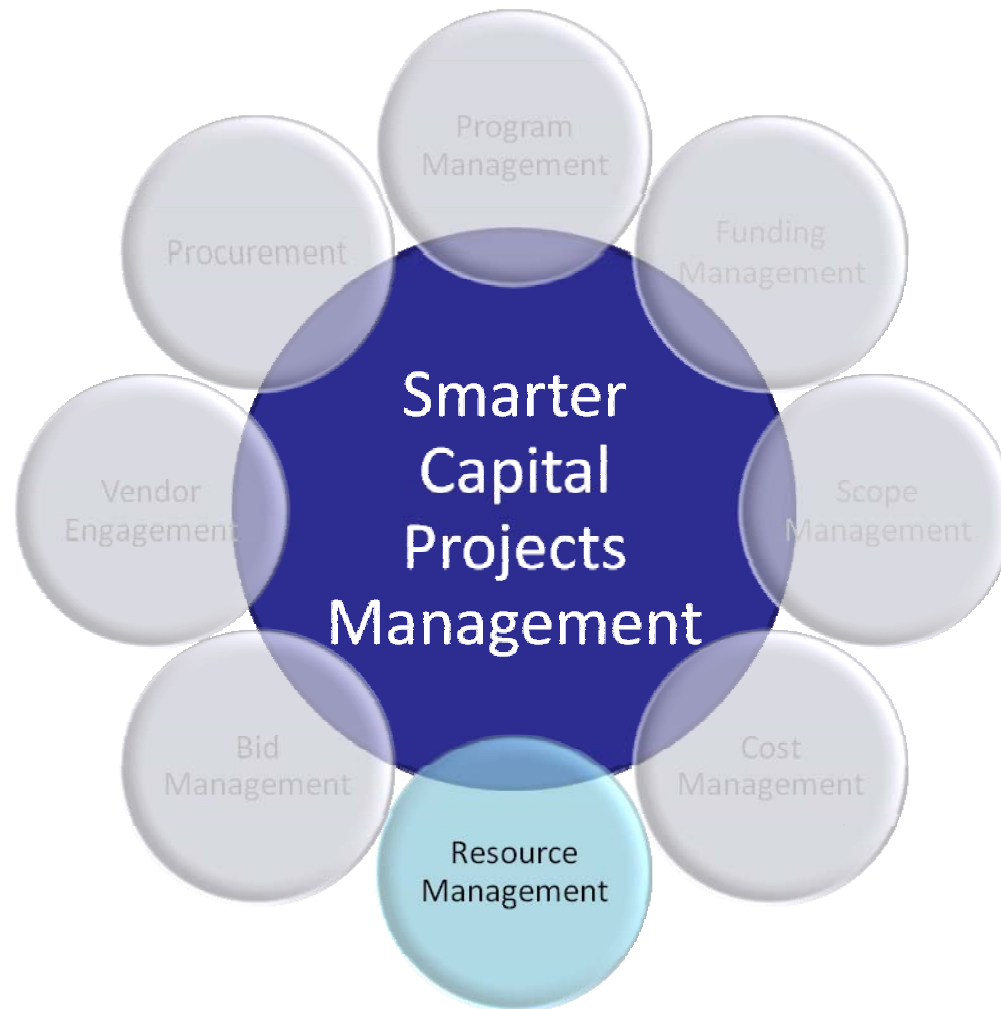 Program
Management
Funding
Management
Procurement
Smarter
Capital
Projects
Management
Vendor
Engagement
Scope
Management
Bid
Management
Cost
Management
Resource
Management